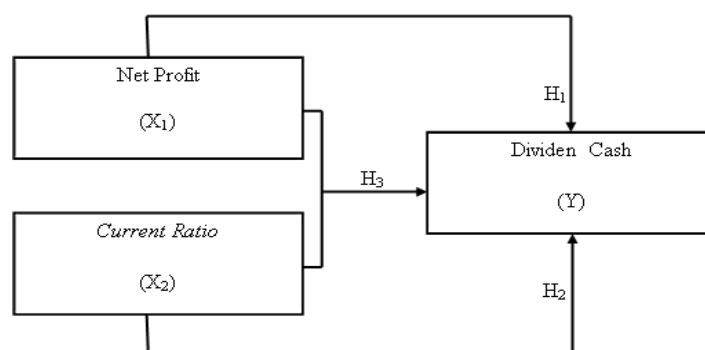 Net Profit
(X₁)
H₁
Dividen Cash
(Y)
H₃
Current Ratio
(X₂)
H₂